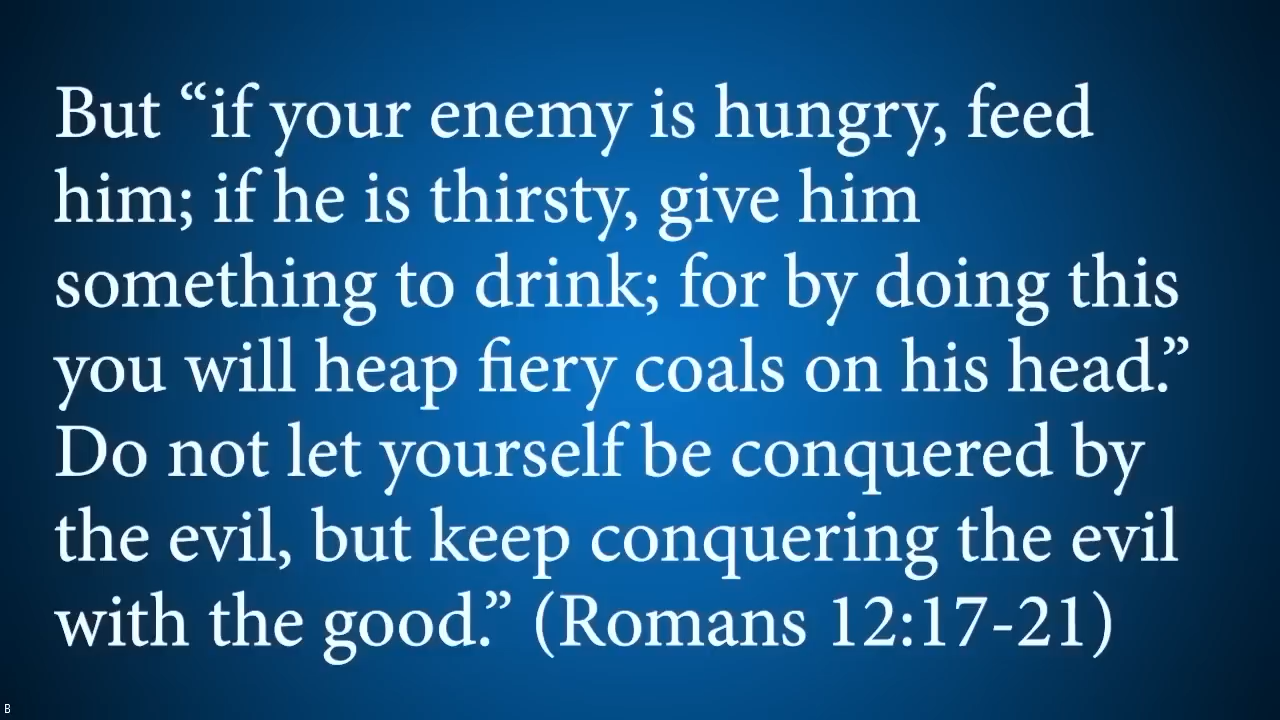 But “if your enemy is hungry, feed
him; if he is thirsty, give him
something to drink; for by doing this
you will heap fiery coals on his head.”
Do not let yourself be conquered by
the evil, but keep conquering the evil
with the good.” (Romans 12:17-21)
B